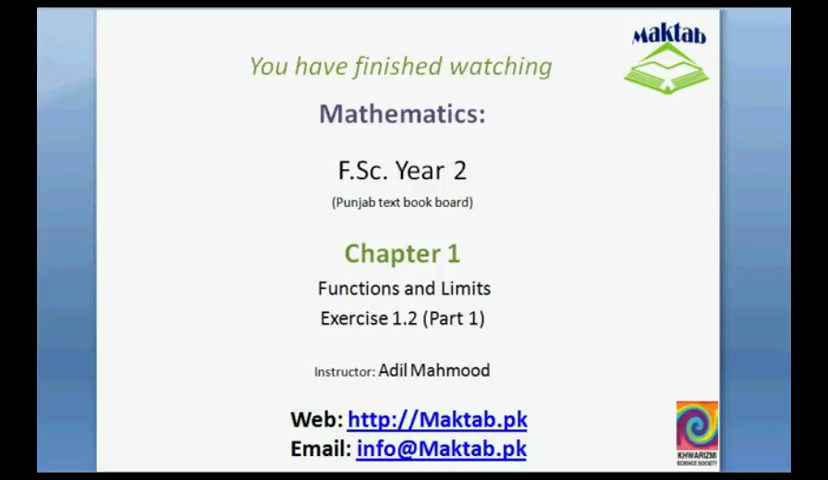 Maktab
You have finished watching
Mathematics:
F.Sc. Year 2
(Punjab text book board)
Chapter 1
Functions and Limits
Exercise 1.2 (Part 1)
Instructor: Adil Mahmood
Web: http://Maktab.pk
Email: info@Maktab.pk
KHWARIZMI
SCIENCE SOCIETY